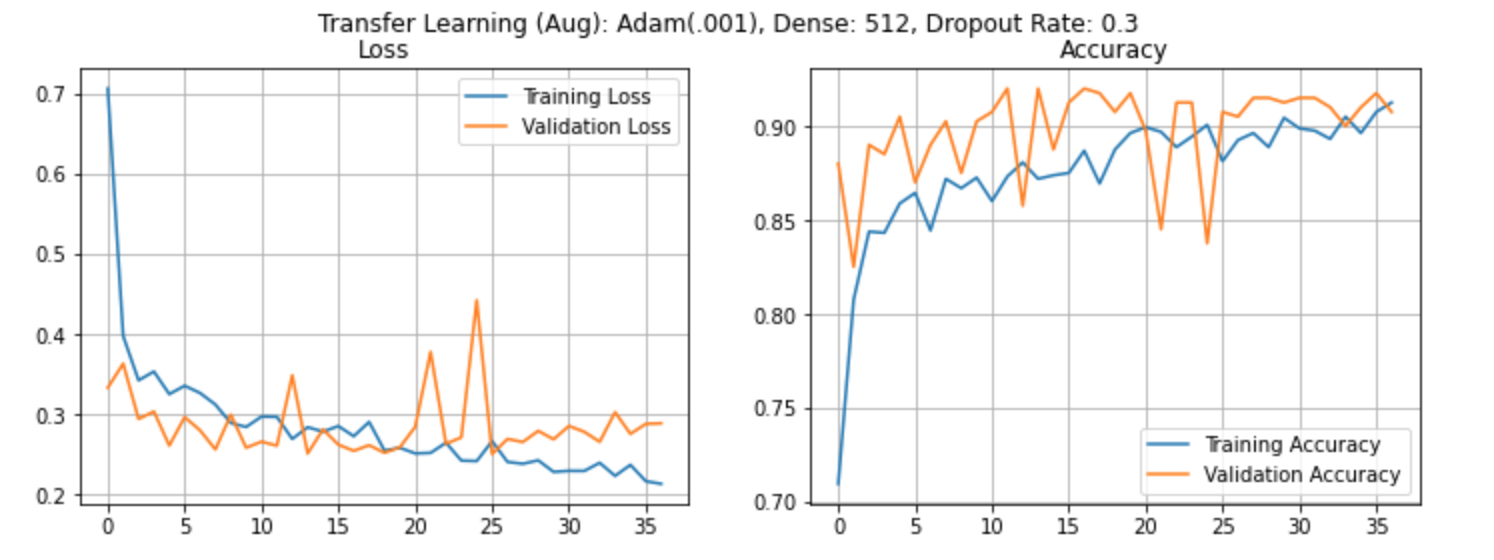 Transfer Learning (Aug): Adam(.001), Dense: 512, Dropout Rate: 0.3
Loss
0.7
0.6
0.5
0.4
0.3
0.2
0 5 10 15 20 25 30 35
Training Loss
Validation Loss
Accuracy
0.90
0.85
0.80
0.75
0.70
0 5 10 15 20 25 30 35
Training Accuracy
Validation Accuracy